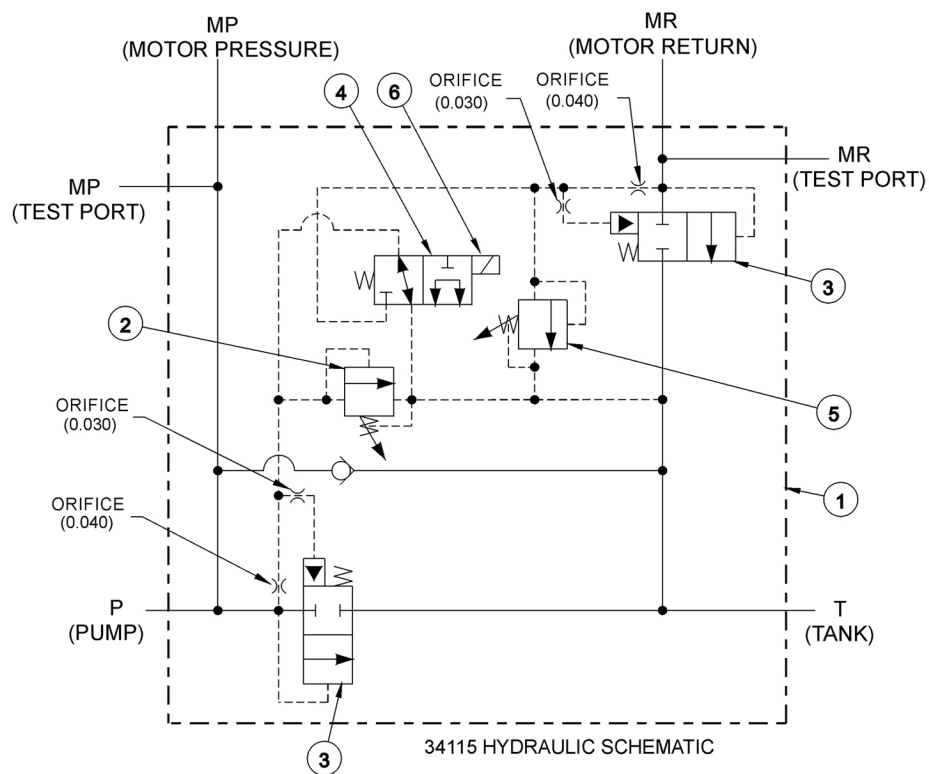 MP
(MOTOR PRESSURE)
MR
(MOTOR RETURN)
4
6
ORIFICE
(0.030)
ORIFICE
(0.040)
MP
(TEST PORT)
MR
(TEST PORT)
3
2
5
ORIFICE
(0.030)
1
ORIFICE
(0.040)
P
(PUMP)
T
(TANK)
3
34115 HYDRAULIC SCHEMATIC